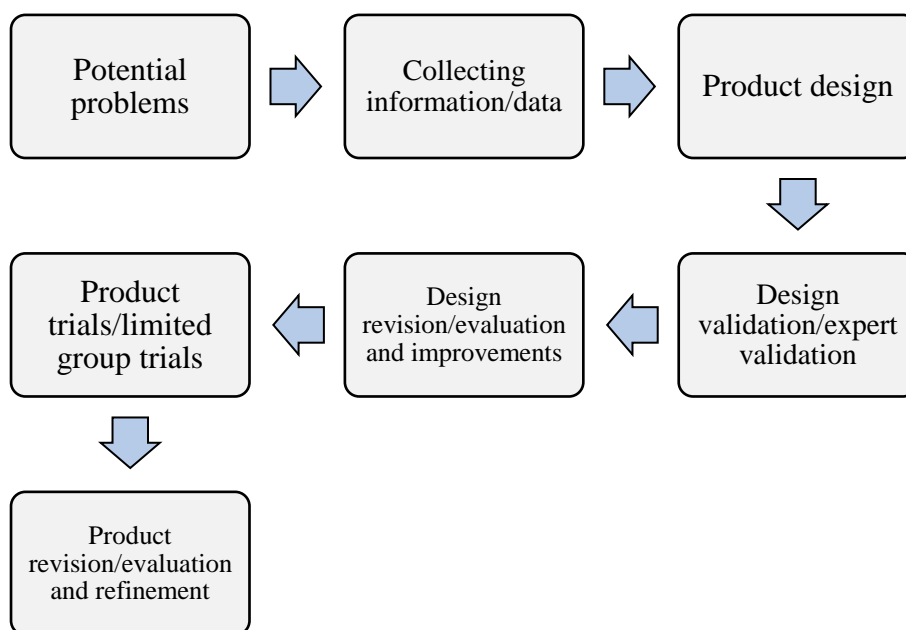 Potential
problems
Collecting
information/data
Product design
Design
validation/expert
validation
Design
revision/evaluation
and improvements
Product
trials/limited
group trials
Product
revision/evaluation
and refinement